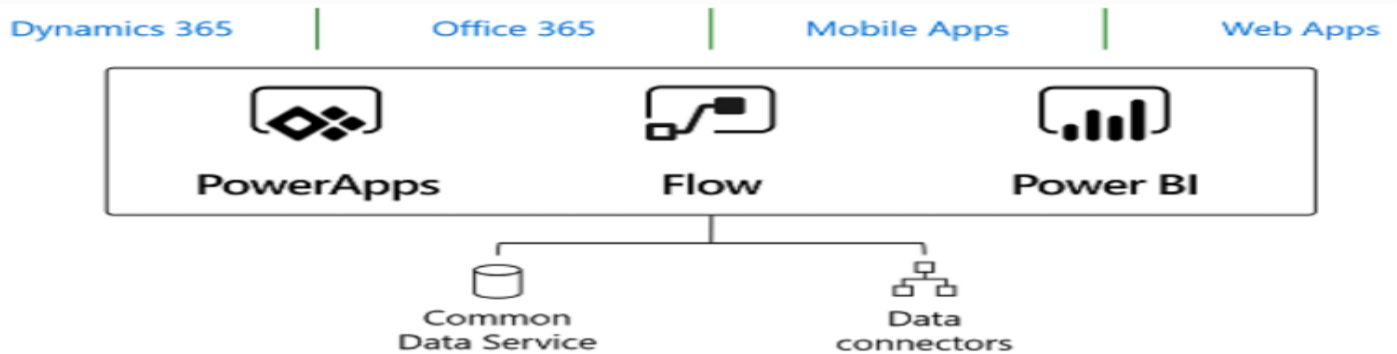 Dynamics 365 Office 365 Mobile Apps Web Apps
PowerApps Flow Power BI
Common
Data Service
Data
connectors